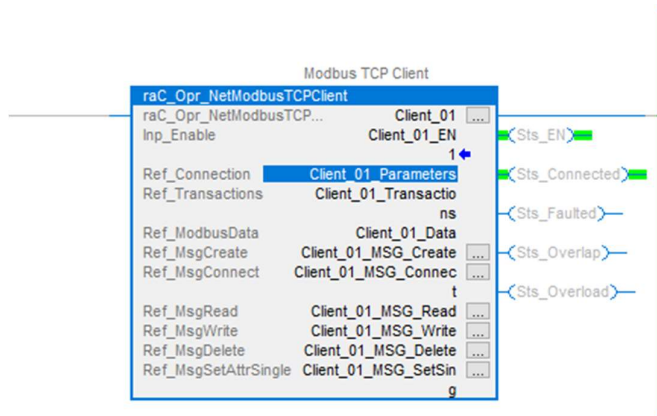 Modbus TCP Client
raC_Opr_NetModbusTCPClient
raC_Opr_NetModbusTCP... Client_01 ...
Inp_Enable Client_01_EN (Sts_EN)
1
Ref_Connection Client_01_Parameters (Sts_Connected)
Ref_Transactions Client_01_Transactio
ns (Sts_Faulted)
Ref_ModbusData Client_01_Data
Ref_MsgCreate Client_01_MSG_Create ... (Sts_Overlap)
Ref_MsgConnect Client_01_MSG_Connec ...
t (Sts_Overload)
Ref_MsgRead Client_01_MSG_Read ...
Ref_MsgWrite Client_01_MSG_Write ...
Ref_MsgDelete Client_01_MSG_Delete ...
Ref_MsgSetAttrSingle Client_01_MSG_SetSin ...
g